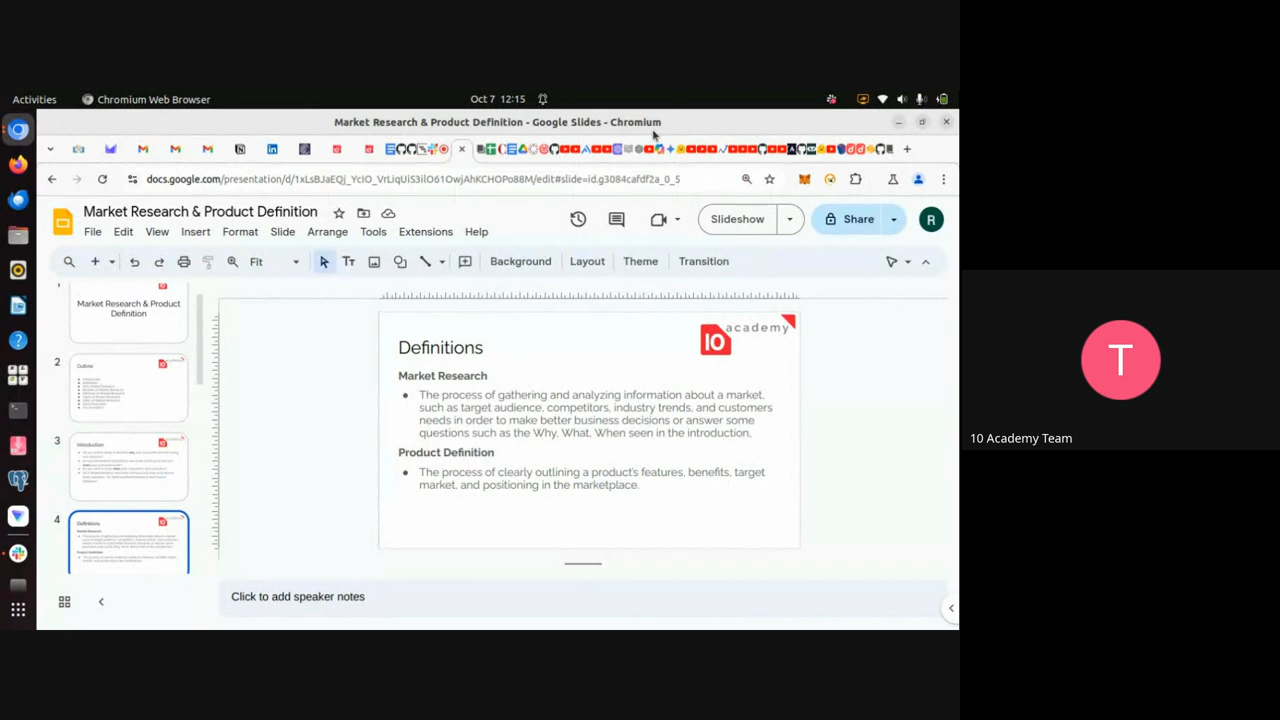 Activities
Chromium Web Browser
Oct 7 12:15
Market Research & Product Definition - Google Slides - Chromium
docs.google.com/presentation/d/1xLsBJaEQj_YcIO_VrLiqUiS3ilO61OwjAhKCHOPo88M/edit#slide=id.g3084cafdf2a_0_5
Market Research & Product Definition
Slideshow
Share
R
File Edit View Insert Format Slide Arrange Tools Extensions Help
Fit
Background
Layout
Theme
Transition
1
Market Research & Product
Definition
2
Outline
3
Introduction
4
Definitions
10 academy
Definitions
Market Research
● The process of gathering and analyzing information about a market,
such as target audience, competitors, industry trends, and customers
needs in order to make better business decisions or answer some
questions such as the Why, What, When seen in the introduction,
Product Definition
● The process of clearly outlining a product's features, benefits, target
market, and positioning in the marketplace.
Click to add speaker notes
T
10 Academy Team